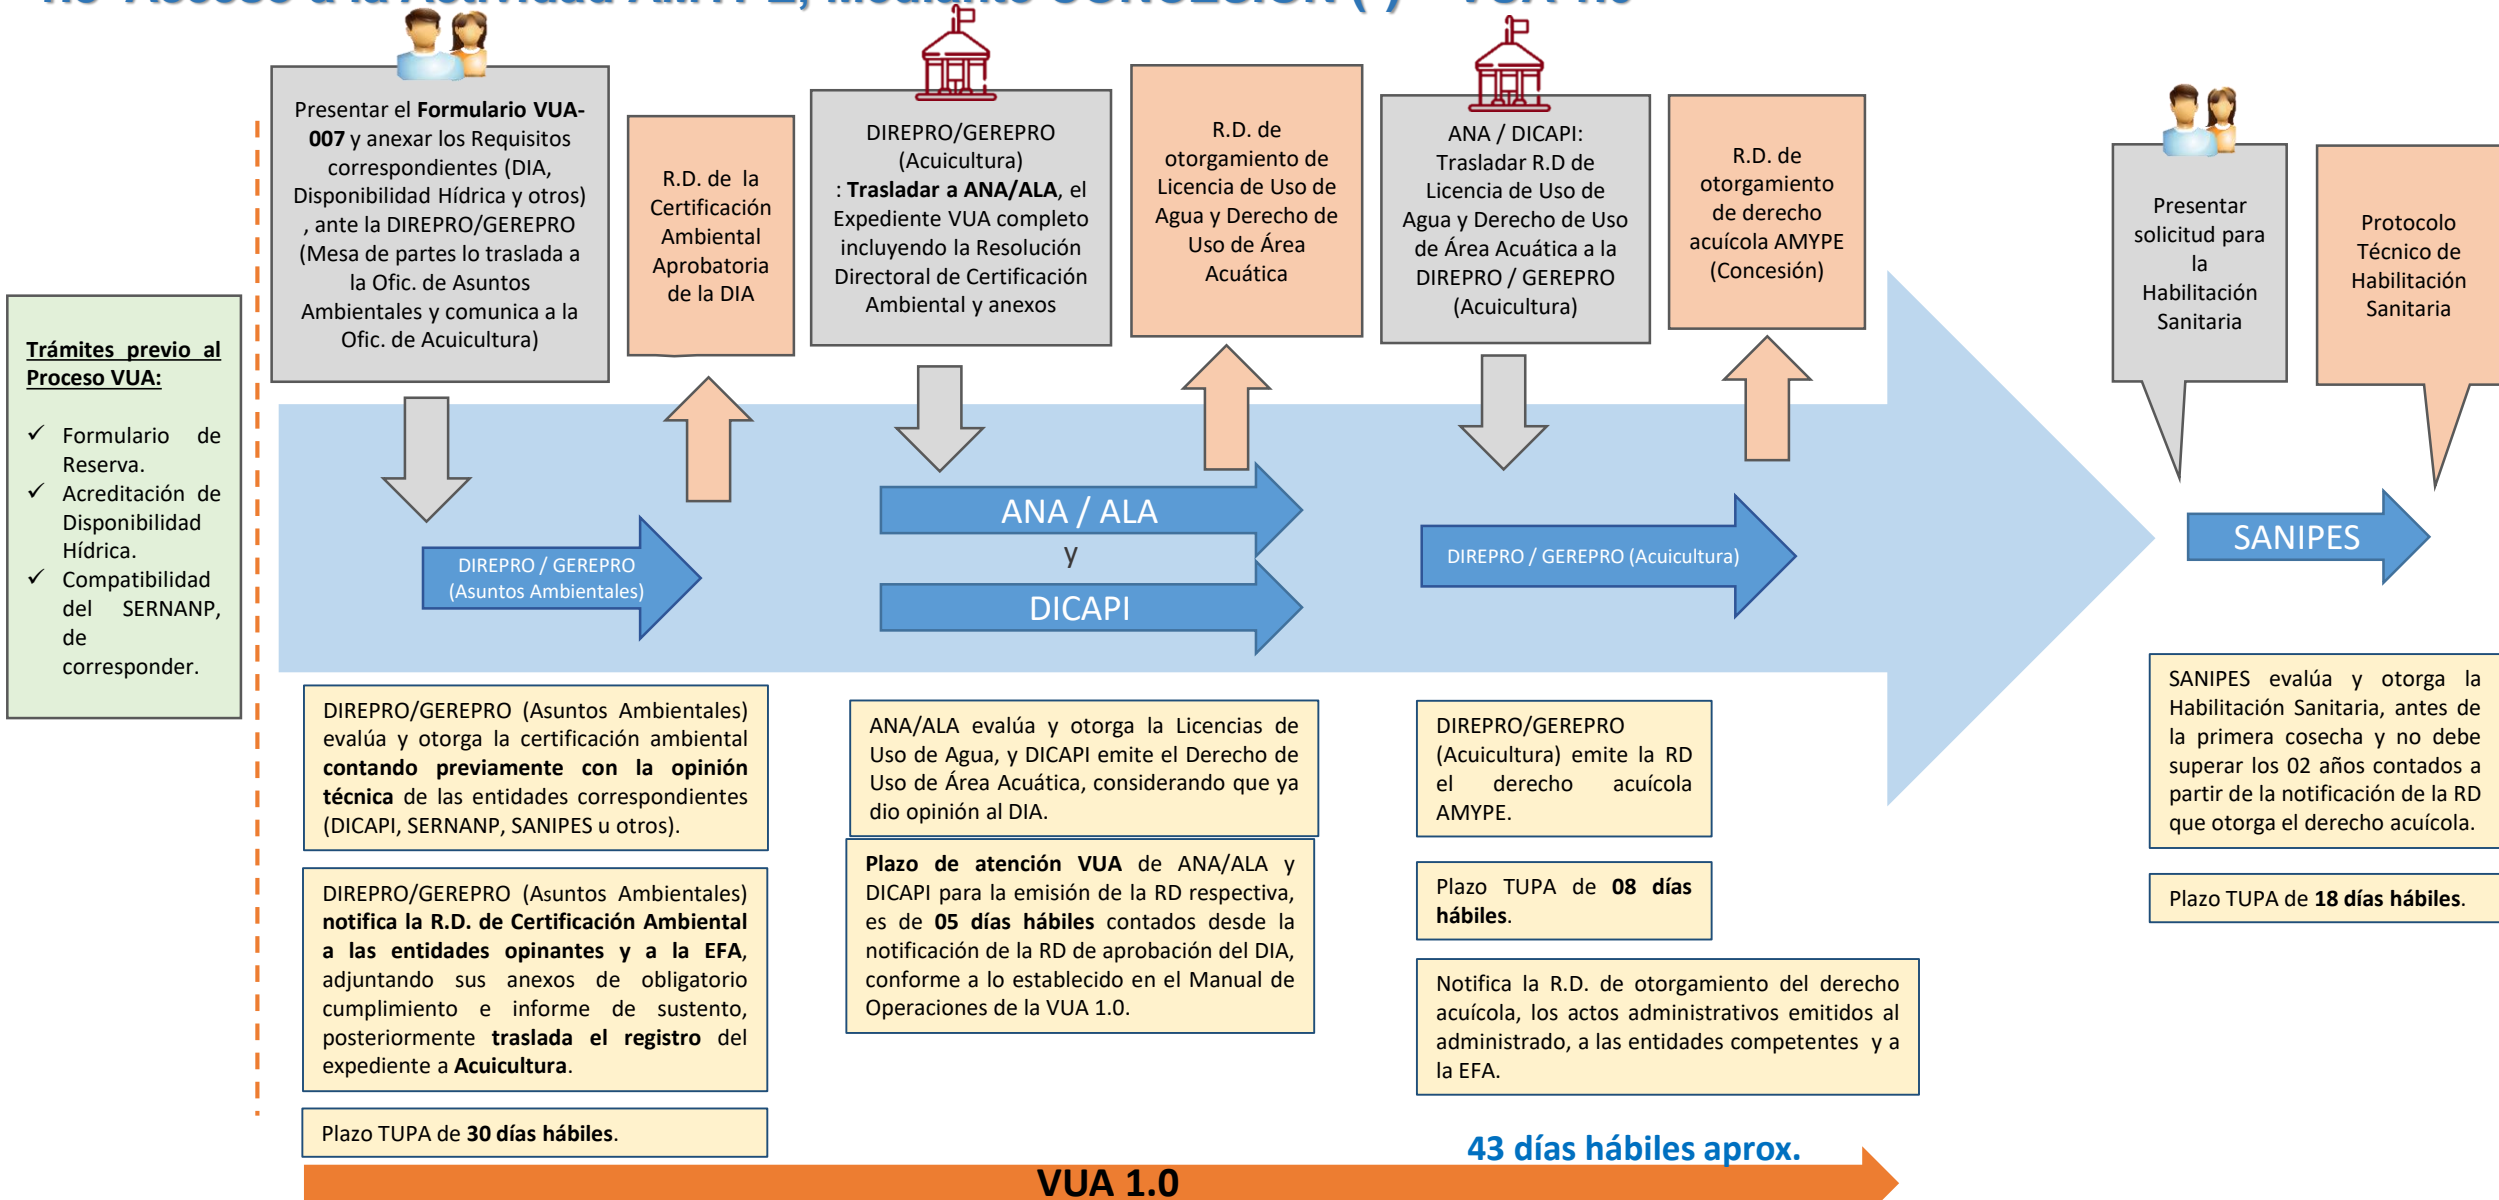 Acceso a la Actividad AMYPE, Mediante CONCESIÓN (*) – VUA 1.0
Trámites previo al
Proceso VUA:
✓ Formulario de
Reserva.
✓ Acreditación de
Disponibilidad
Hídrica.
✓ Compatibilidad
del SERNANP,
de
corresponder.
Presentar el Formulario VUA-
007 y anexar los Requisitos
correspondientes (DIA,
Disponibilidad Hídrica y otros)
, ante la DIREPRO/GEREPRO
(Mesa de partes lo traslada a
la Ofic. de Asuntos
Ambientales y comunica a la
Ofic. de Acuicultura)
R.D. de la
Certificación
Ambiental
Aprobatoria
de la DIA
DIREPRO/GEREPRO
(Acuicultura)
: Trasladar a ANA/ALA, el
Expediente VUA completo
incluyendo la Resolución
Directoral de Certificación
Ambiental y anexos
R.D. de
otorgamiento de
Licencia de Uso de
Agua y Derecho de
Uso de Área
Acuática
ANA / DICAPI:
Trasladar R.D de
Licencia de Uso de
Agua y Derecho de Uso
de Área Acuática a la
DIREPRO / GEREPRO
(Acuicultura)
R.D. de
otorgamiento
de derecho
acuícola AMYPE
(Concesión)
Presentar
solicitud para
la
Habilitación
Sanitaria
Protocolo
Técnico de
Habilitación
Sanitaria
DIREPRO / GEREPRO
(Asuntos Ambientales)
ANA / ALA
y
DICAPI
DIREPRO / GEREPRO (Acuicultura)
SANIPES
DIREPRO/GEREPRO (Asuntos Ambientales)
evalúa y otorga la certificación ambiental
contando previamente con la opinión
técnica de las entidades correspondientes
(DICAPI, SERNANP, SANIPES u otros).
DIREPRO/GEREPRO (Asuntos Ambientales)
notifica la R.D. de Certificación Ambiental
a las entidades opinantes y a la EFA,
adjuntando sus anexos de obligatorio
cumplimiento e informe de sustento,
posteriormente traslada el registro del
expediente a Acuicultura.
Plazo TUPA de 30 días hábiles.
ANA/ALA evalúa y otorga la Licencias de
Uso de Agua, y DICAPI emite el Derecho de
Uso de Área Acuática, considerando que ya
dio opinión al DIA.
Plazo de atención VUA de ANA/ALA y
DICAPI para la emisión de la RD respectiva,
es de 05 días hábiles contados desde la
notificación de la RD de aprobación del DIA,
conforme a lo establecido en el Manual de
Operaciones de la VUA 1.0.
DIREPRO/GEREPRO
(Acuicultura) emite la RD
el derecho acuícola
AMYPE.
Plazo TUPA de 08 días
hábiles.
Notifica la R.D. de otorgamiento del derecho
acuícola, los actos administrativos emitidos al
administrado, a las entidades competentes y a
la EFA.
SANIPES evalúa y otorga la
Habilitación Sanitaria, antes de
la primera cosecha y no debe
superar los 02 años contados a
partir de la notificación de la RD
que otorga el derecho acuícola.
Plazo TUPA de 18 días hábiles.
43 días hábiles aprox.
VUA 1.0